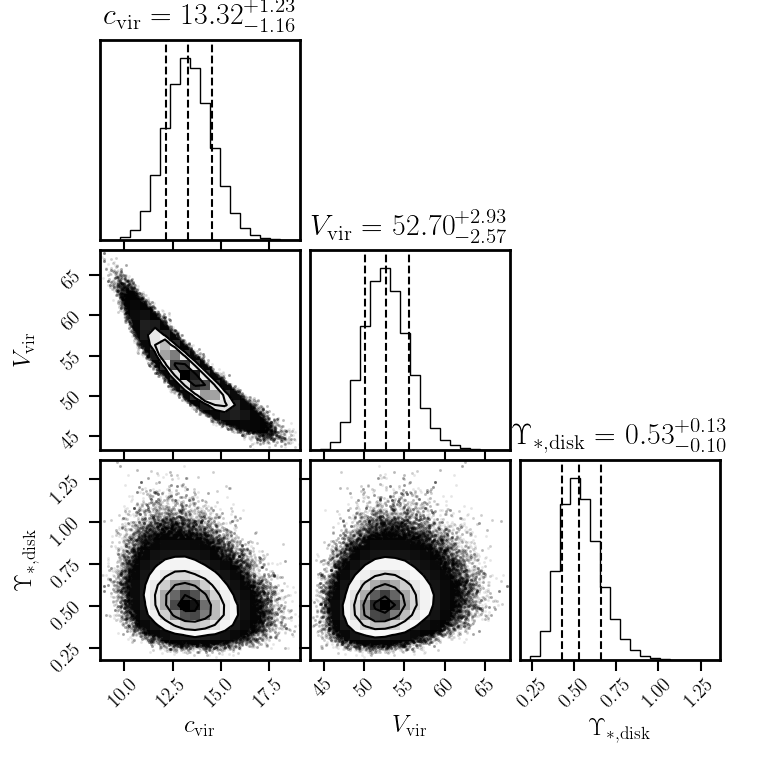 c_vir = 13.32 +1.23 −1.16
V_vir = 52.70 +2.93 −2.57
65
60
55
50
45
V_vir
ϒ_∗,disk = 0.53 +0.13 −0.10
1.25
1.00
0.75
0.50
0.25
ϒ_∗,disk
10.0 12.5 15.0 17.5 45 50 55 60 65 0.25 0.50 0.75 1.00 1.25
c_vir V_vir ϒ_∗,disk